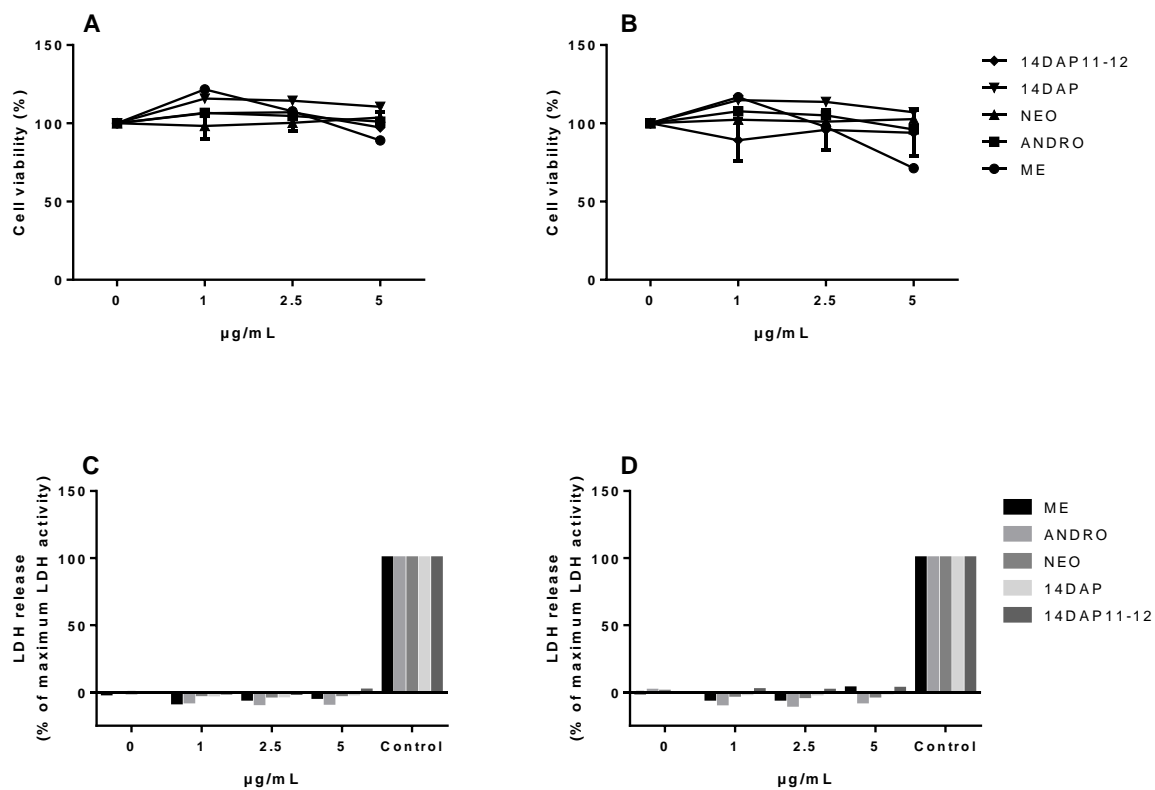 A
150
100
50
0
Cell viability (%)
0 1 2.5 5
µg/mL
B
150
100
50
0
Cell viability (%)
0 1 2.5 5
µg/mL
14DAP11-12
14DAP
NEO
ANDRO
ME
C
150
100
50
0
LDH release
(% of maximum LDH activity)
0 1 2.5 5 Control
µg/mL
D
150
100
50
0
LDH release
(% of maximum LDH activity)
0 1 2.5 5 Control
µg/mL
ME
ANDRO
NEO
14DAP
14DAP11-12